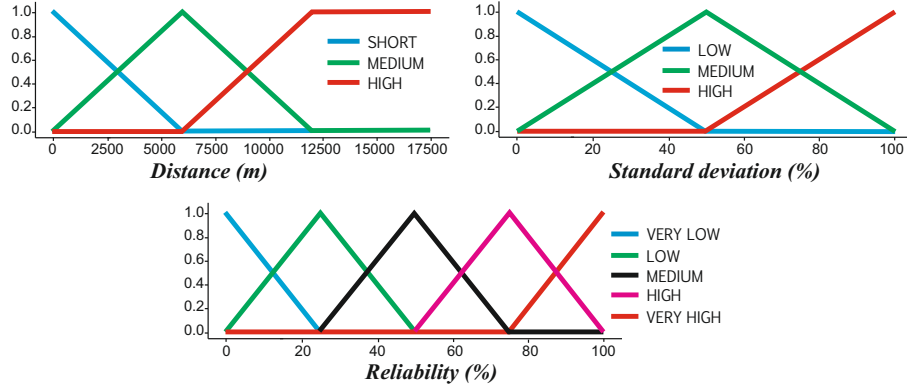 1.0
0.8
0.6
0.4
0.2
0.0
SHORT
MEDIUM
HIGH
0 2500 5000 7500 10000 12500 15000 17500
Distance (m)
1.0
0.8
0.6
0.4
0.2
0.0
LOW
MEDIUM
HIGH
0 20 40 60 80 100
Standard deviation (%)
1.0
0.8
0.6
0.4
0.2
0.0
VERY LOW
LOW
MEDIUM
HIGH
VERY HIGH
0 20 40 60 80 100
Reliability (%)